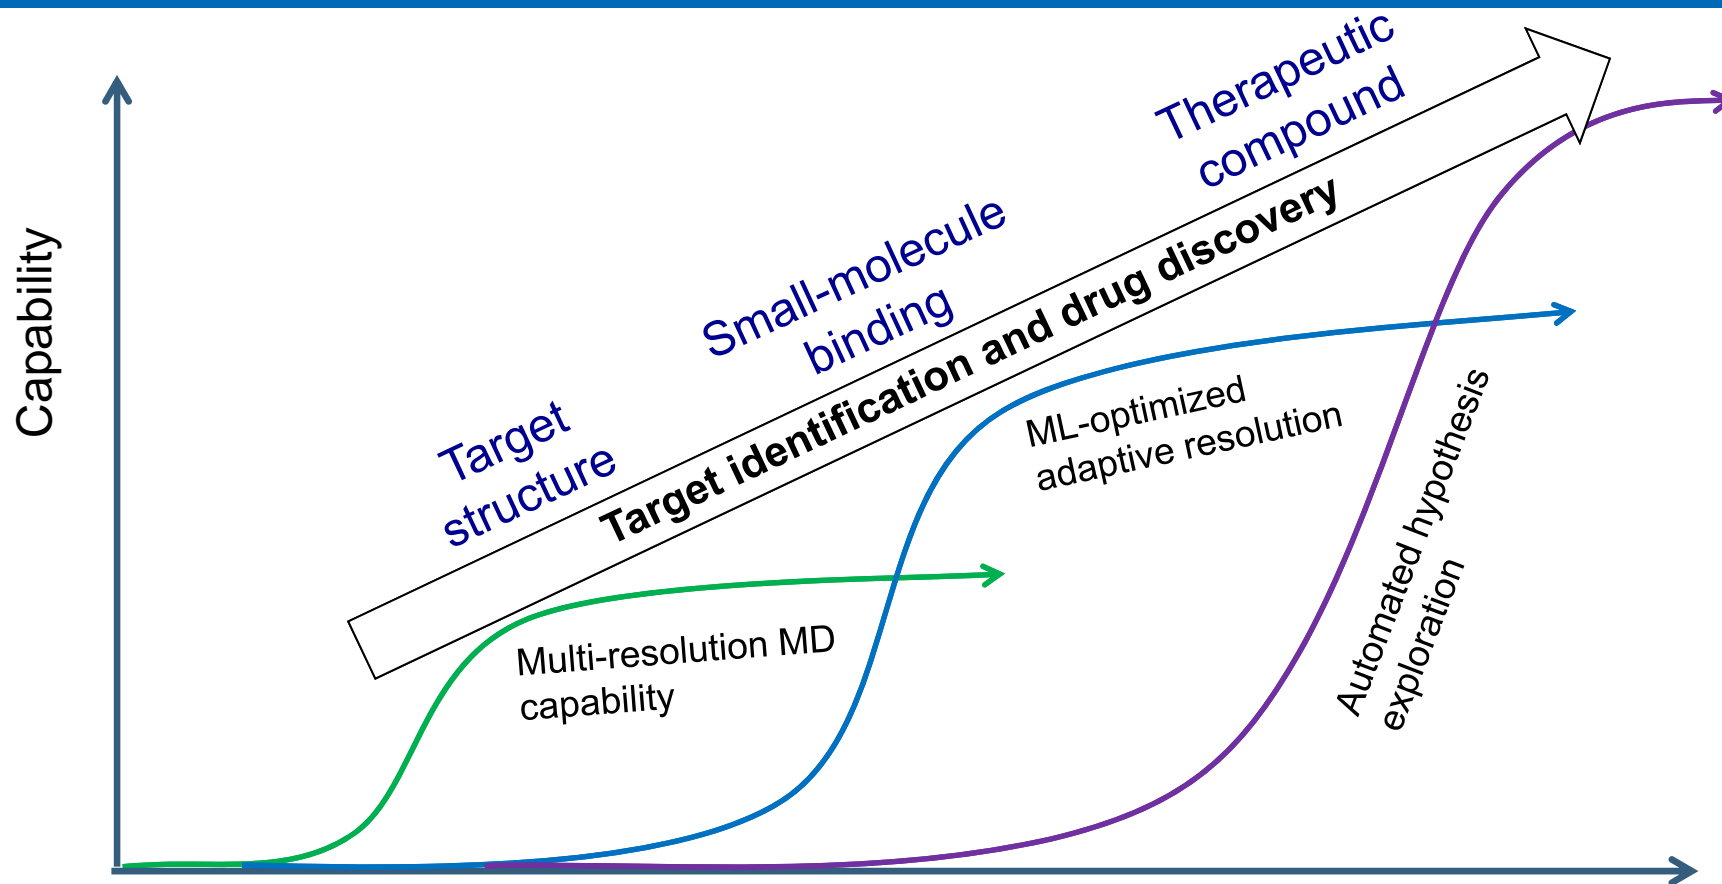 Capability
Therapeutic
compound
Small-molecule
binding
Target
structure
Target identification and drug discovery
ML-optimized
adaptive resolution
Multi-resolution MD
capability
Automated hypothesis
exploration